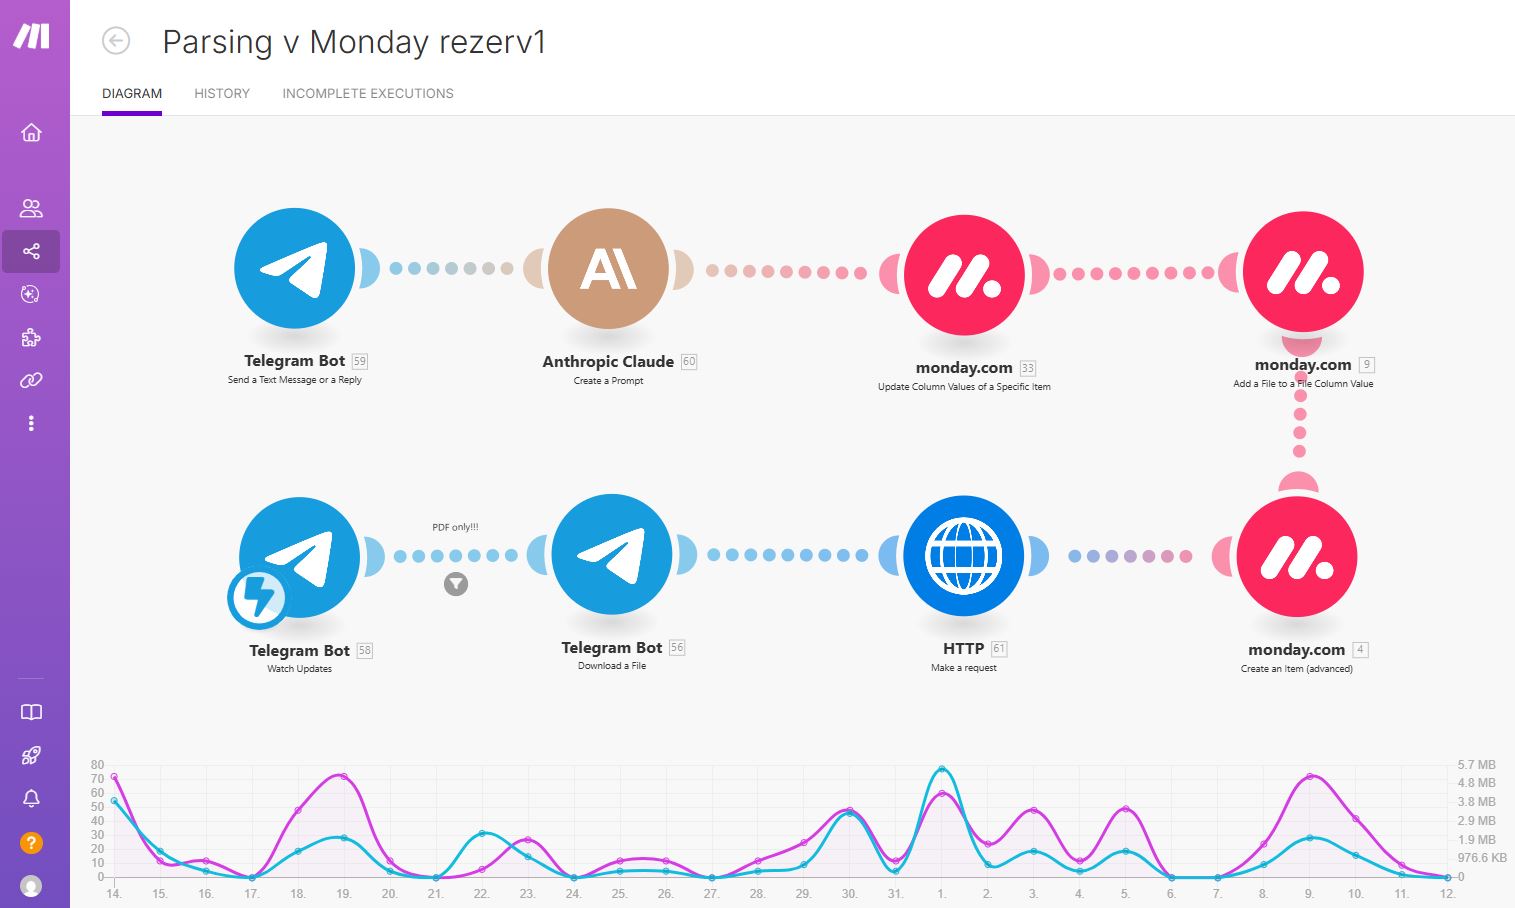 Parsing v Monday rezerv1
DIAGRAM HISTORY INCOMPLETE EXECUTIONS
Telegram Bot 59
Send a Text Message or a Reply
Anthropic Claude 60
Create a Prompt
monday.com 33
Update Column Values of a Specific Item
monday.com 9
Add a File to a File Column Value
PDF only!!!
Telegram Bot 58
Watch Updates
Telegram Bot 56
Download a File
HTTP 61
Make a request
monday.com 4
Create an Item (advanced)
80 5.7 MB
70 4.8 MB
60
50 3.8 MB
40 2.9 MB
30
20 1.9 MB
10 976.6 KB
0 0
14. 15. 16. 17. 18. 19. 20. 21. 22. 23. 24. 25. 26. 27. 28. 29. 30. 31. 1. 2. 3. 4. 5. 6. 7. 8. 9. 10. 11. 12.
?